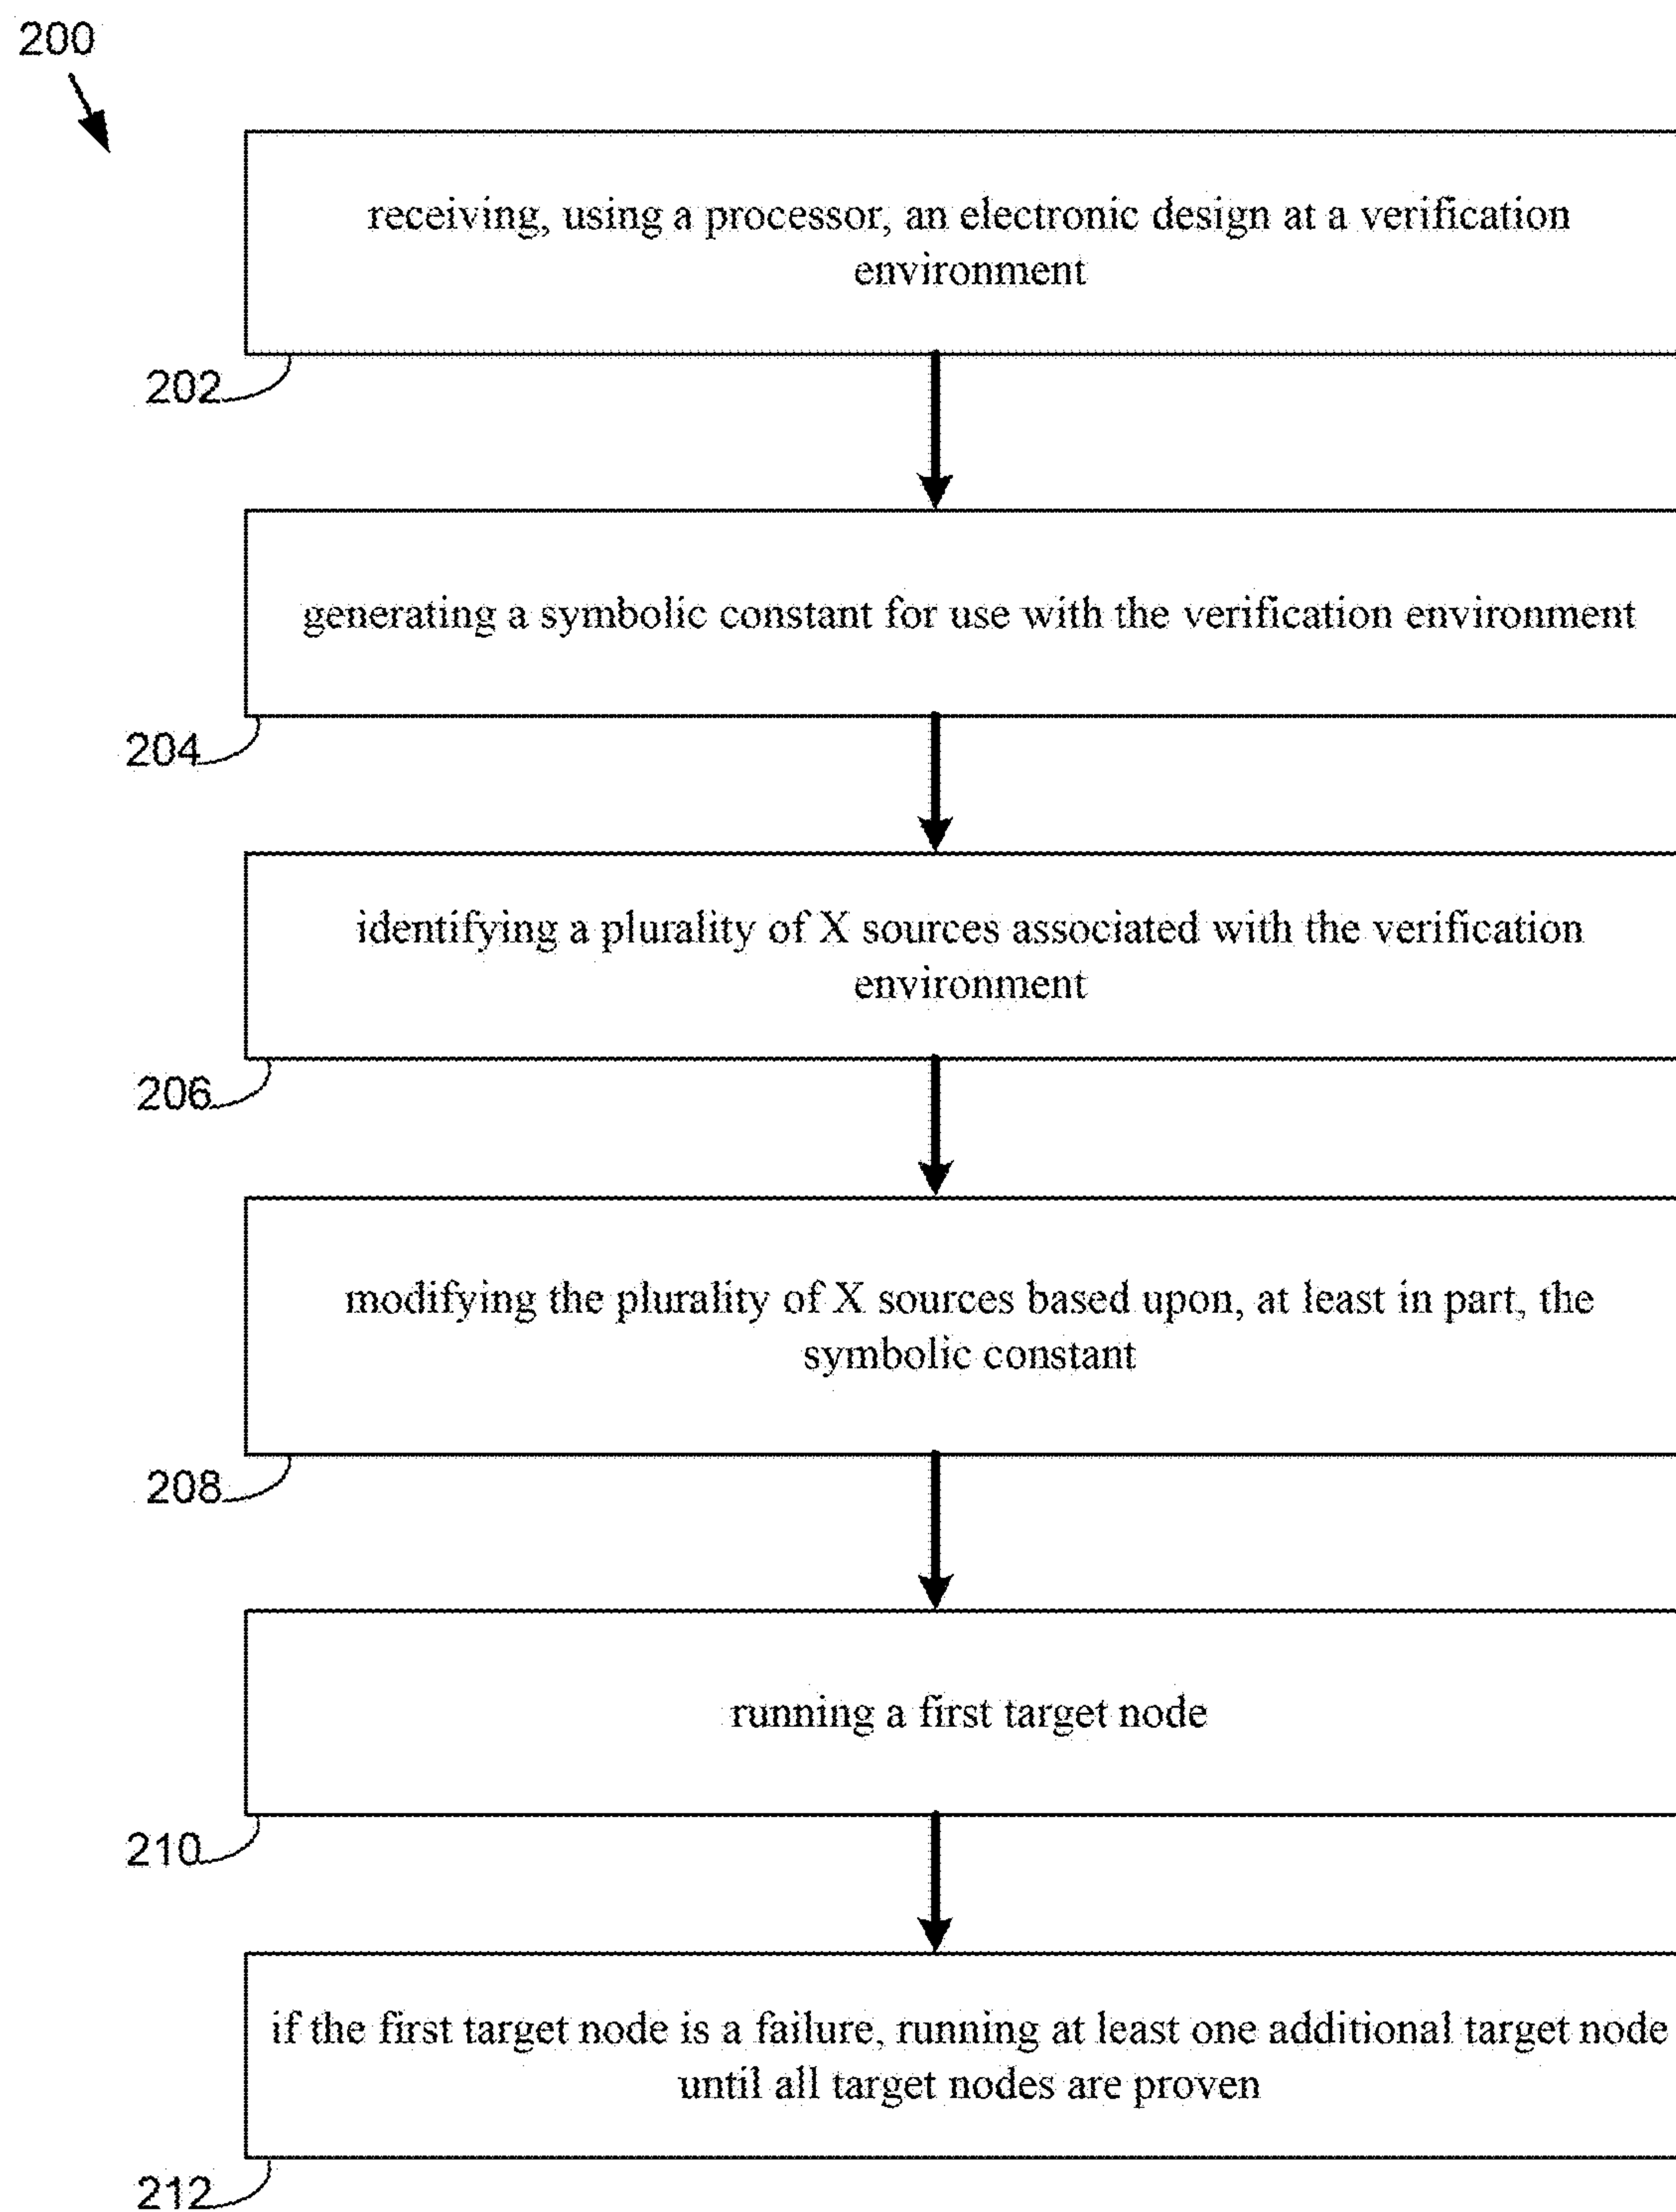 200
receiving, using a processor, an electronic design at a verification
environment
202
generating a symbolic constant for use with the verification environment
204
identifying a plurality of X sources associated with the verification
environment
206
modifying the plurality of X sources based upon, at least in part, the
symbolic constant
208
running a first target node
210
if the first target node is a failure, running at least one additional target node
until all target nodes are proven
212